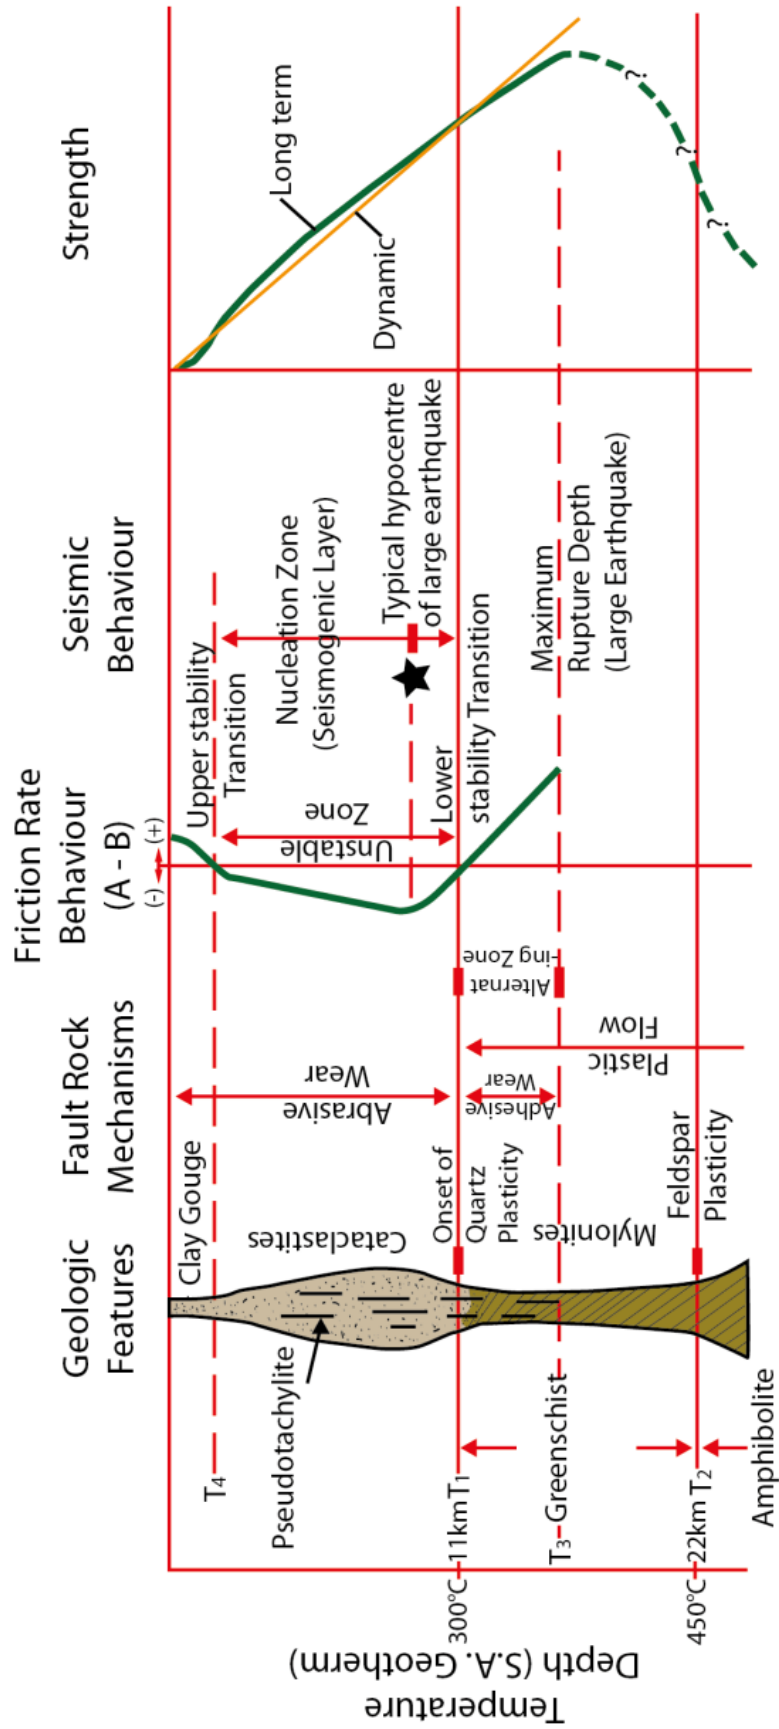 Geologic
Features
Fault Rock
Mechanisms
Friction Rate
Behaviour
(A - B)
(-) (+)
Seismic
Behaviour
Strength
Temperature
Depth (S.A. Geotherm)
300°C
11km T1
450°C
22km T2
T4
T3
Greenschist
Amphibolite
Pseudotachylite
Clay Gouge
Cataclastites
Onset of
Quartz
Plasticity
Mylonites
Feldspar
Plasticity
Abrasive
Wear
Adhesive
Wear
Plastic
Flow
Alternat
-ing Zone
Unstable
Zone
Upper stability
Transition
Lower
stability Transition
Nucleation Zone
(Seismogenic Layer)
Typical hypocentre
of large earthquake
Maximum
Rupture Depth
(Large Earthquake)
Long term
Dynamic
?
?
?